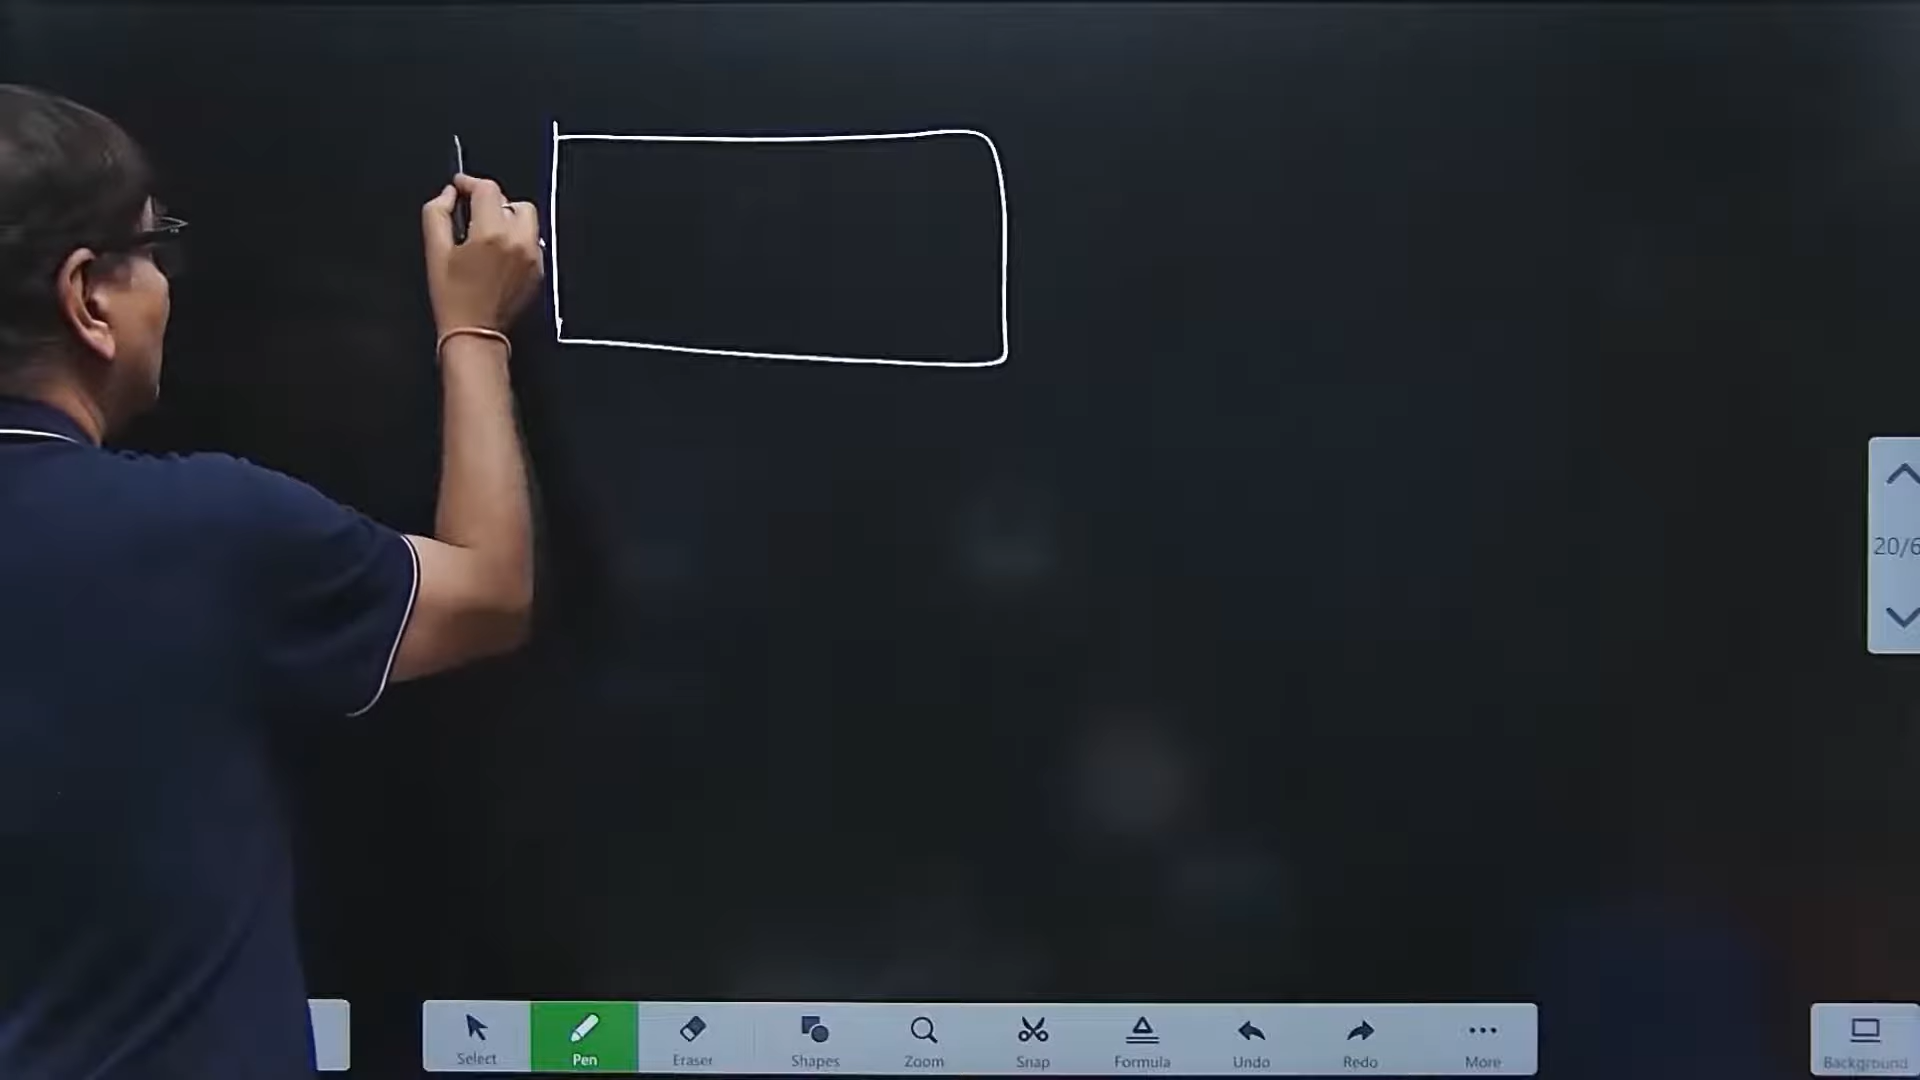 20/6
Select
Pen
Eraser
Shapes
Zoom
Snap
Formula
Undo
Redo
More
Background